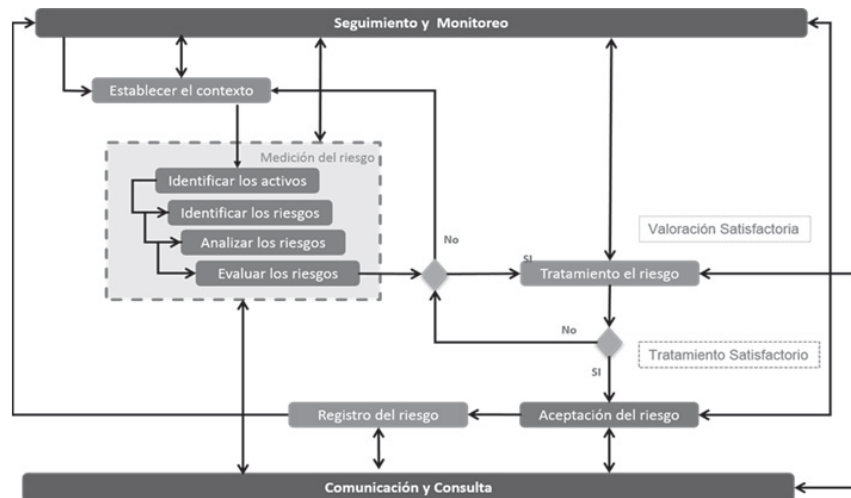 Seguimiento y Monitoreo
Establecer el contexto
Medición del riesgo
Identificar los activos
Identificar los riesgos
Analizar los riesgos
Evaluar los riesgos
No
SI
Valoración Satisfactoria
Tratamiento el riesgo
No
Tratamiento Satisfactorio
SI
Registro del riesgo
Aceptación del riesgo
Comunicación y Consulta